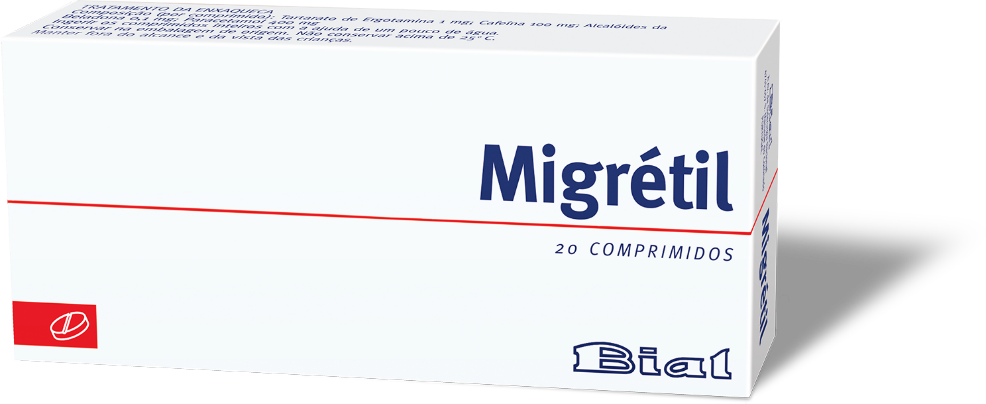 TRATAMENTO DA ENXAQUECA
Composição (por comprimido): Tartarato de Ergotamina 1 mg; Cafeína 100 mg; Alcalóides da
Beladona 0,1 mg; Paracetamol 400 mg
Ingerir os comprimidos inteiros com a ajuda de um pouco de água.
Conservar na embalagem de origem. Não conservar acima de 25º C.
Manter fora do alcance e da vista das crianças.
Migrétil
20 COMPRIMIDOS
Bial
Migrétil